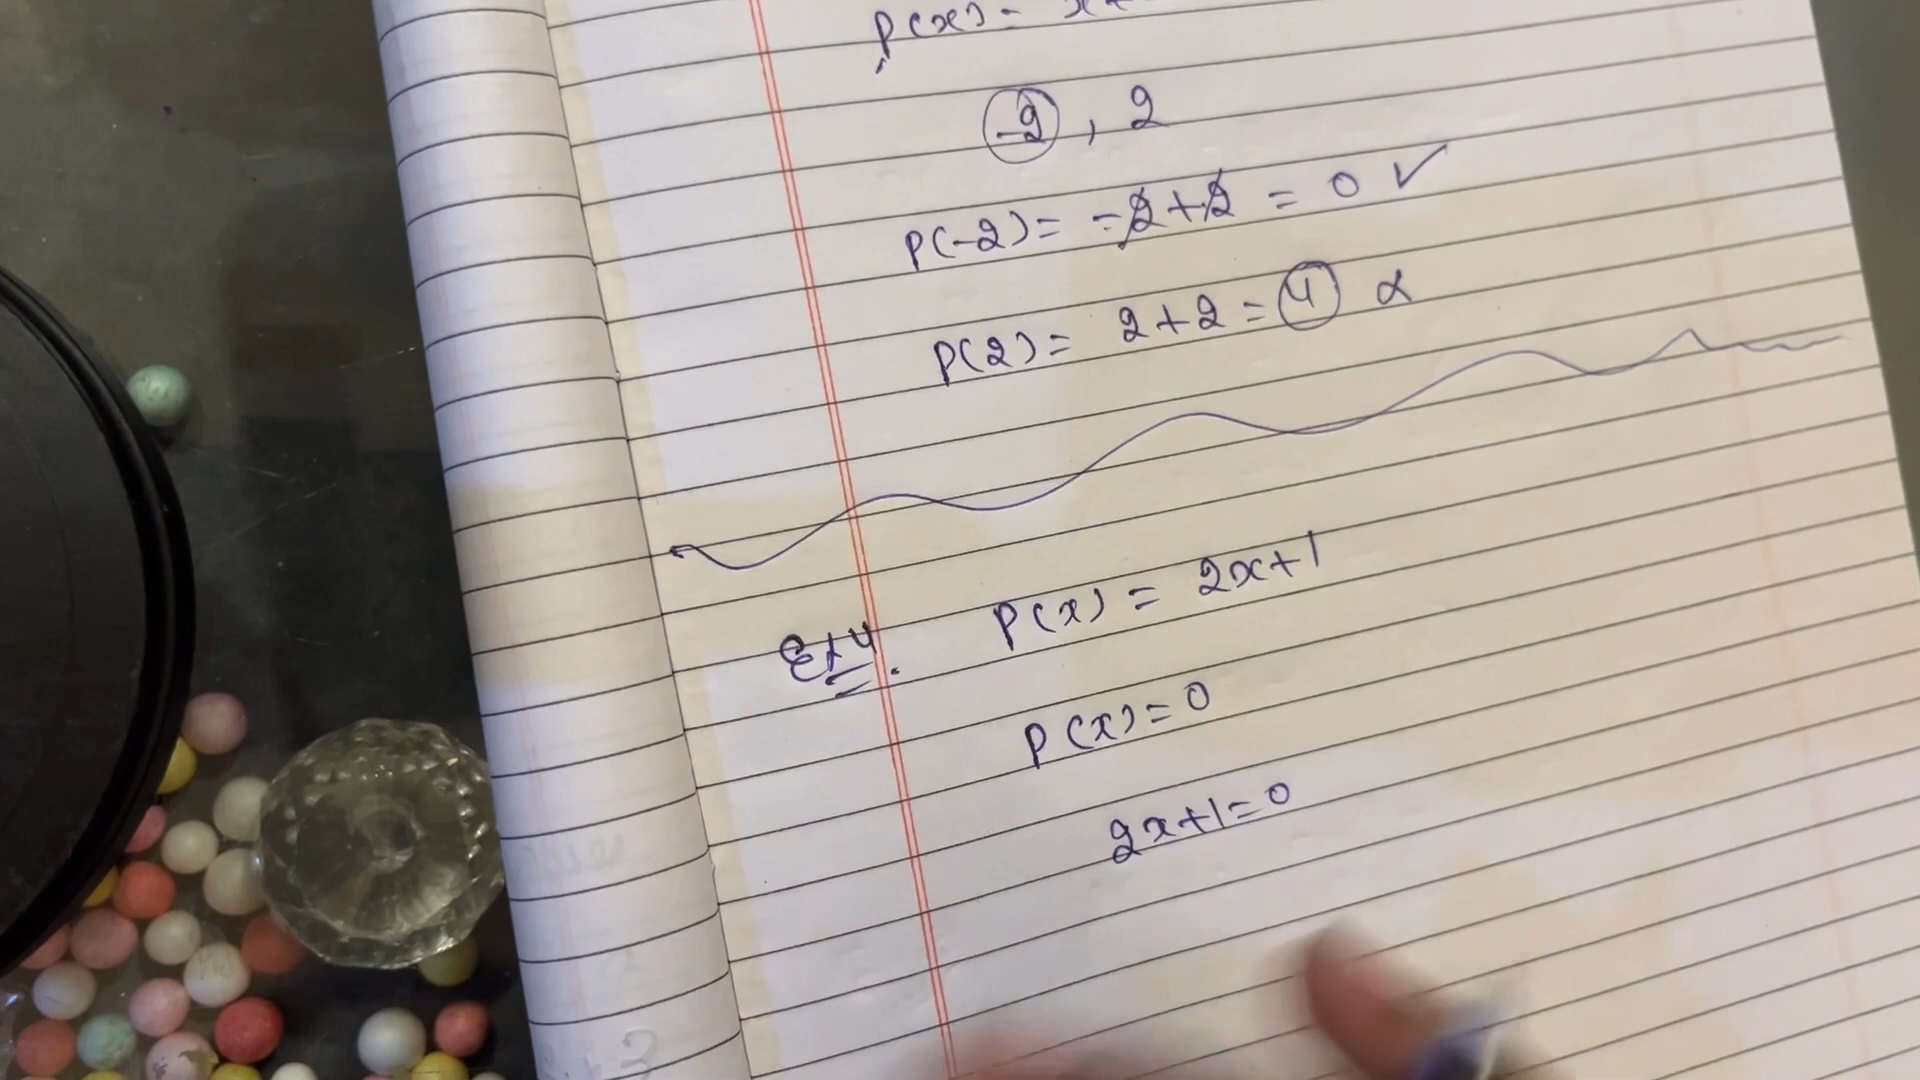 p(x) = x+
-2, 2
P(-2) = -2+2 = 0 ✓
P(2) = 2+2 = 4 x
Ex 4. P(x) = 2x+1
P(x) = 0
2x+1=0